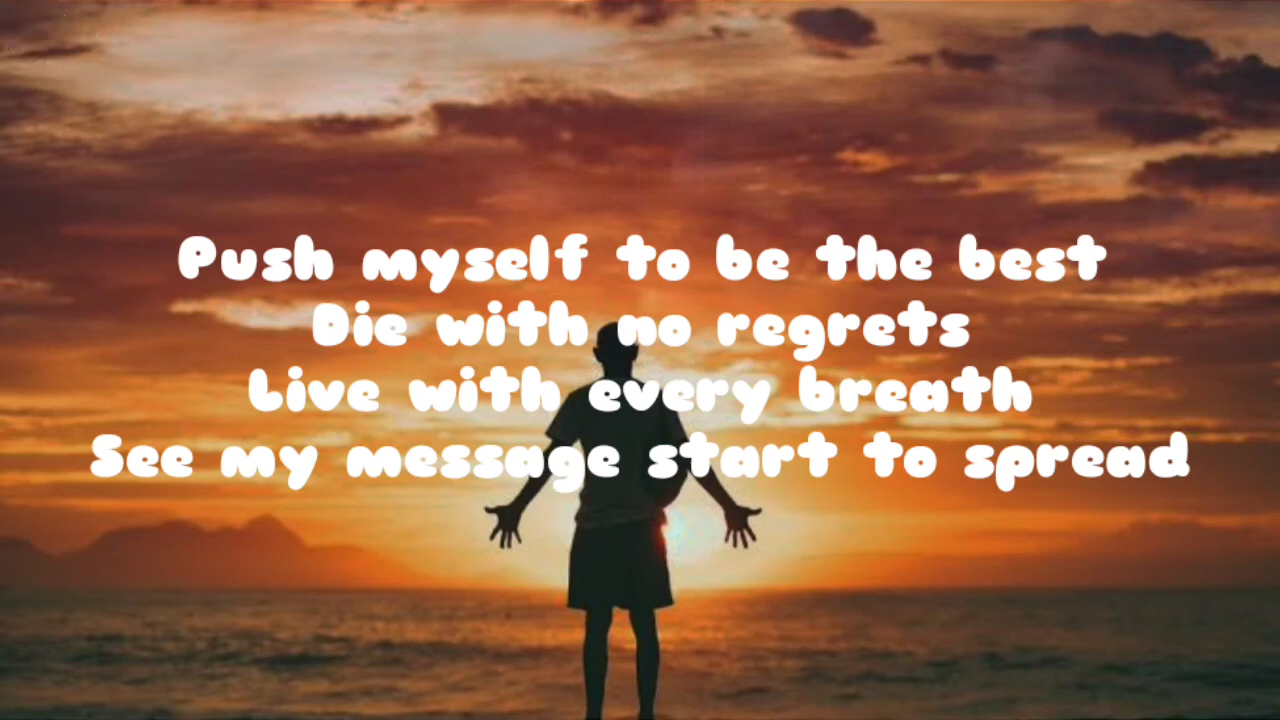 Push myself to be the best
Die with no regrets
Live with every breath
See my message start to spread